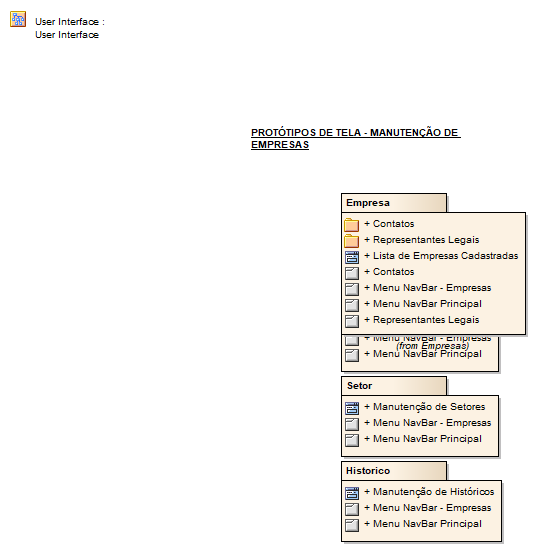 User Interface :
User Interface
PROTÓTIPOS DE TELA - MANUTENÇÃO DE
EMPRESAS
Empresa
+ Contatos
+ Representantes Legais
+ Lista de Empresas Cadastradas
+ Contatos
+ Menu NavBar - Empresas
+ Menu NavBar Principal
+ Representantes Legais
+ Menu NavBar - Empresas
(from Empresas)
+ Menu NavBar Principal
Setor
+ Manutenção de Setores
+ Menu NavBar - Empresas
+ Menu NavBar Principal
Historico
+ Manutenção de Históricos
+ Menu NavBar - Empresas
+ Menu NavBar Principal